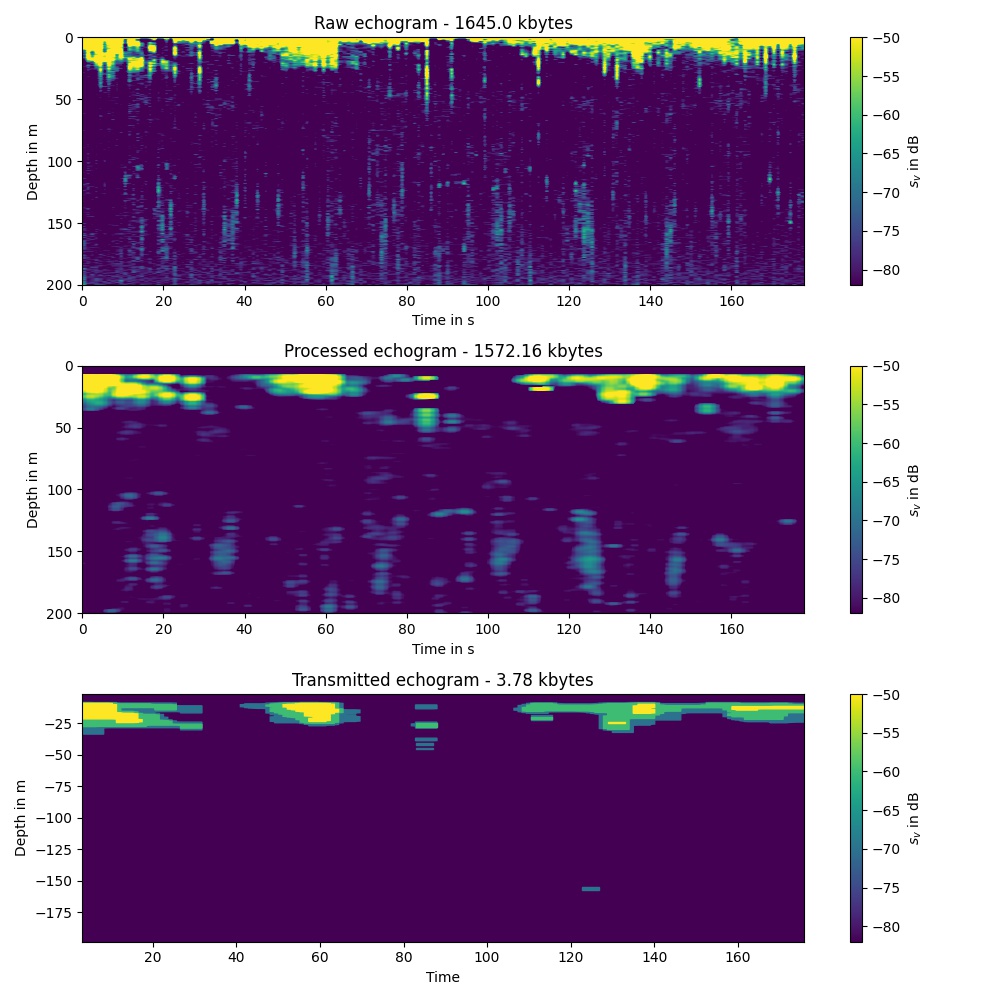 Raw echogram - 1645.0 kbytes
0
50
100
150
200
Depth in m
0 20 40 60 80 100 120 140 160
Time in s
−50
−55
−60
−65
−70
−75
−80
sv in dB
Processed echogram - 1572.16 kbytes
0
50
100
150
200
Depth in m
0 20 40 60 80 100 120 140 160
Time in s
−50
−55
−60
−65
−70
−75
−80
sv in dB
Transmitted echogram - 3.78 kbytes
−25
−50
−75
−100
−125
−150
−175
Depth in m
20 40 60 80 100 120 140 160
Time
−50
−55
−60
−65
−70
−75
−80
sv in dB